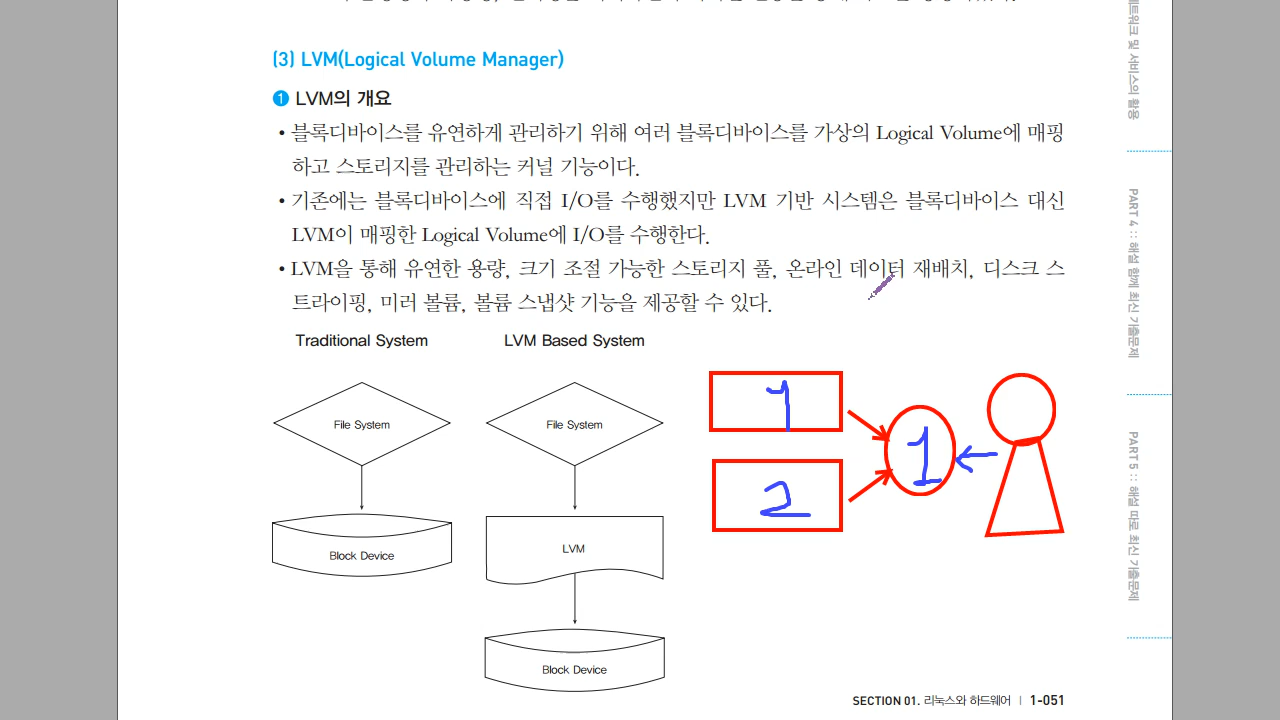 (3) LVM(Logical Volume Manager)
1 LVM의 개요
• 블록디바이스를 유연하게 관리하기 위해 여러 블록디바이스를 가상의 Logical Volume에 매핑
하고 스토리지를 관리하는 커널 기능이다.
• 기존에는 블록디바이스에 직접 I/O를 수행했지만 LVM 기반 시스템은 블록디바이스 대신
LVM이 매핑한 Logical Volume에 I/O를 수행한다.
• LVM을 통해 유연한 용량, 크기 조절 가능한 스토리지 풀, 온라인 데이터 재배치, 디스크 스
트라이핑, 미러 볼륨, 볼륨 스냅샷 기능을 제공할 수 있다.
Traditional System
LVM Based System
File System
File System
Block Device
LVM
Block Device
1
2
1
네트워크 및 서비스의 활용
PART 4 :: 해설 함께 최신 기출문제
PART 5 :: 해설 따로 최신 기출문제
SECTION 01. 리눅스와 하드웨어 | 1-051